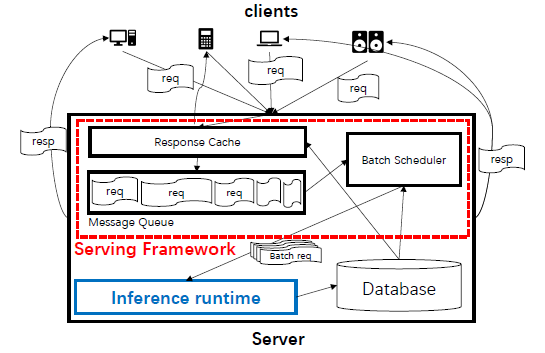 clients
req
req
req
req
resp
resp
Response Cache
Batch Scheduler
req
req
req
Message Queue
Serving Framework
Batch req
Inference runtime
Database
Server